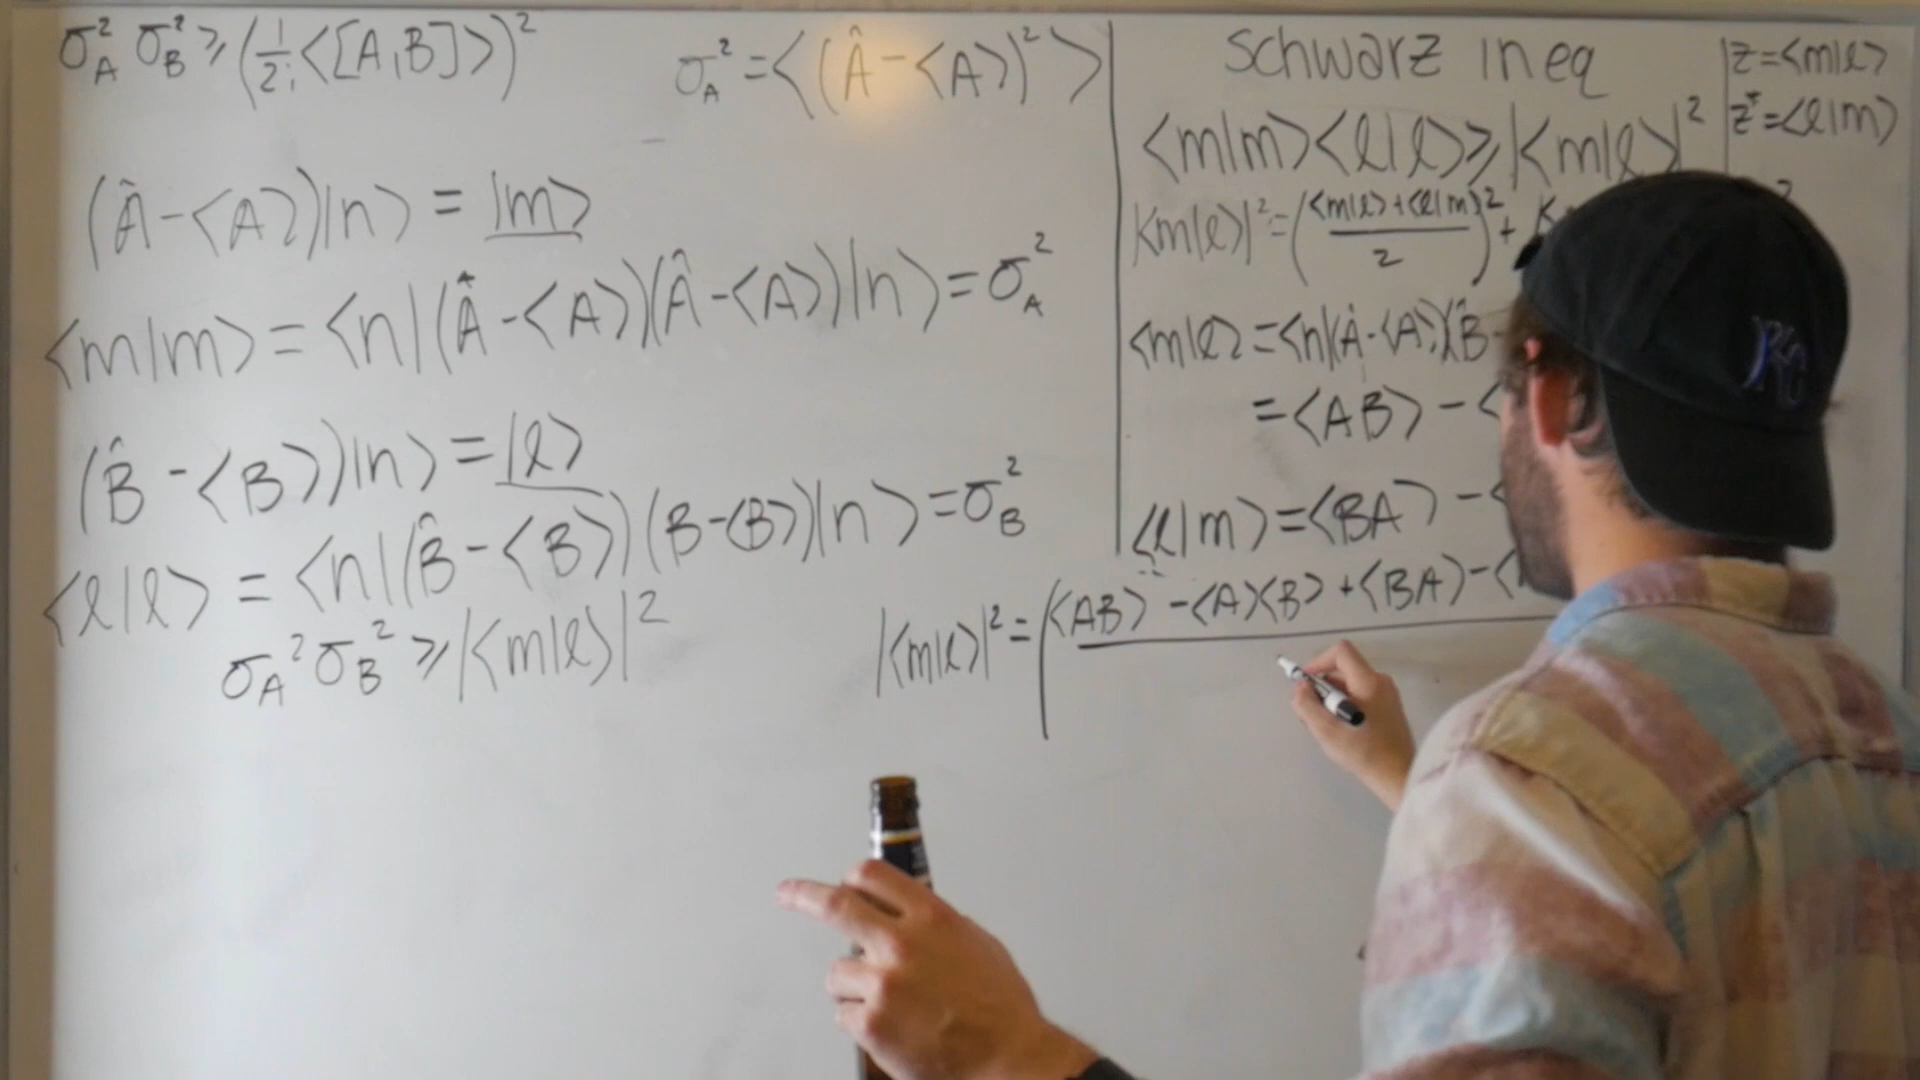 σ_A² σ_B² ≥ (1/2i <[A,B]>)²
σ_A² = <(Â - <A>)²>
(Â - <A>)|n> = |m>
<m|m> = <n|(Â - <A>)(Â - <A>)|n> = σ_A²
(B̂ - <B>)|n> = |l>
<l|l> = <n|(B̂ - <B>)(B - <B>)|n> = σ_B²
σ_A² σ_B² ≥ |<m|l>|²
Schwarz ineq
<m|m><l|l> ≥ |<m|l>|²
|<m|l>|² = ((<m|l> + <l|m>)/2)² +
<m|l> = <n|(Â - <A>)(B̂ -
= <AB> - <
<l|m> = <BA> - <
|<m|l>|² = (<AB> - <A><B> + <BA> - <
z = <m|l>
z* = <l|m>